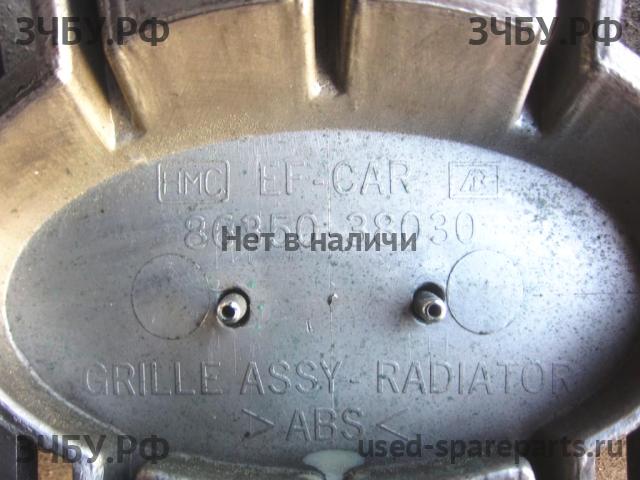 ЗЧБУ.РФ ЗЧБУ.РФ
HMC EF-CAR
86350-38030
Нет в наличи
GRILLE ASSY-RADIATOR
>ABS<
ЗЧБУ.РФ used-spareparts.ru